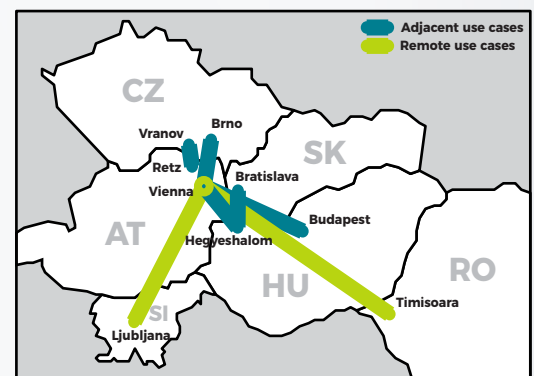 Adjacent use cases
Remote use cases
CZ
Brno
Vranov
SK
Retz
Bratislava
Vienna
Budapest
AT
Hegyeshalom
RO
HU
Timisoara
SI
Ljubljana